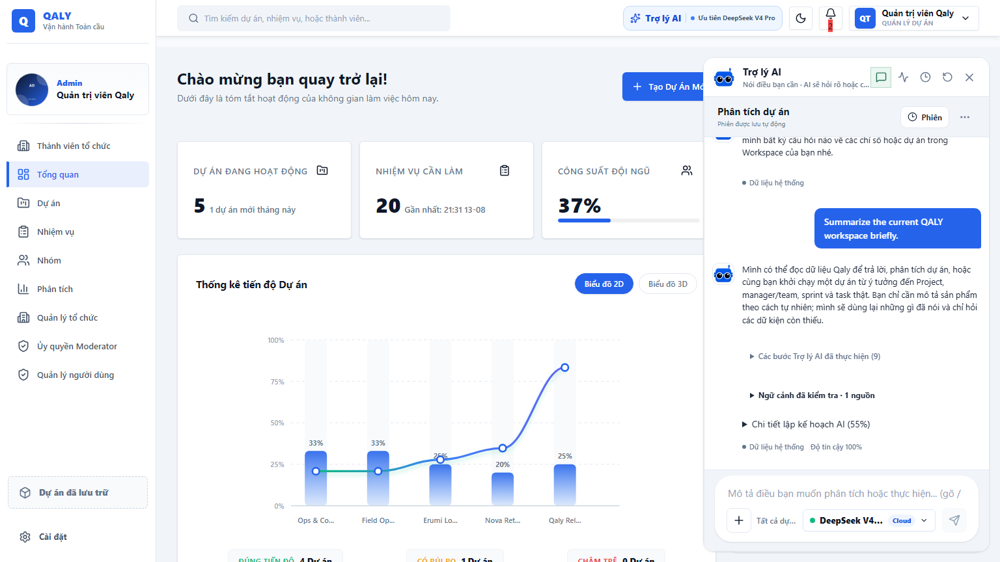 Q
QALY
Vận hành Toàn cầu
Tìm kiếm dự án, nhiệm vụ, hoặc thành viên...
Trợ lý AI
Ưu tiên DeepSeek V4 Pro
2
QT
Quản trị viên Qaly
QUẢN LÝ DỰ ÁN
AD
Admin
Quản trị viên Qaly
Thành viên tổ chức
Tổng quan
Dự án
Nhiệm vụ
Nhóm
Phân tích
Quản lý tổ chức
Ủy quyền Moderator
Quản lý người dùng
Dự án đã lưu trữ
Cài đặt
Chào mừng bạn quay trở lại!
Dưới đây là tóm tắt hoạt động của không gian làm việc hôm nay.
Tạo Dự Án Mớ
DỰ ÁN ĐANG HOẠT ĐỘNG
5 1 dự án mới tháng này
NHIỆM VỤ CẦN LÀM
20 Gần nhất: 21:31 13-08
CÔNG SUẤT ĐỘI NGŨ
37%
Thống kê tiến độ Dự án
Biểu đồ 2D
Biểu đồ 3D
100%
75%
50%
25%
0%
33%
33%
25%
20%
25%
Ops & Co...
Field Op...
Erumi Lo...
Nova Ret...
Qaly Rel...
ĐÚNG TIẾN ĐỘ 4 Dự án
CÓ RỦI RO 1 Dự án
CHẬM TRỄ 0 Dự án
Trợ lý AI
Nói điều bạn cần · AI sẽ hỏi rõ hoặc c...
Phân tích dự án
Phiên được lưu tự động
Phiên
mình bất kỳ câu hỏi nào về các chỉ số hoặc dự án trong
Workspace của bạn nhé.
Dữ liệu hệ thống
Summarize the current QALY
workspace briefly.
Mình có thể đọc dữ liệu Qaly để trả lời, phân tích dự án, hoặc
cùng bạn khởi chạy một dự án từ ý tưởng đến Project,
manager/team, sprint và task thật. Bạn chỉ cần mô tả sản phẩm
theo cách tự nhiên; mình sẽ dùng lại những gì đã nói và chỉ hỏi
các dữ kiện còn thiếu.
Các bước Trợ lý AI đã thực hiện (9)
Ngữ cảnh đã kiểm tra · 1 nguồn
Chi tiết lập kế hoạch AI (55%)
Dữ liệu hệ thống Độ tin cậy 100%
Mô tả điều bạn muốn phân tích hoặc thực hiện... (gõ /
Tất cả dự...
DeepSeek V4...
Cloud